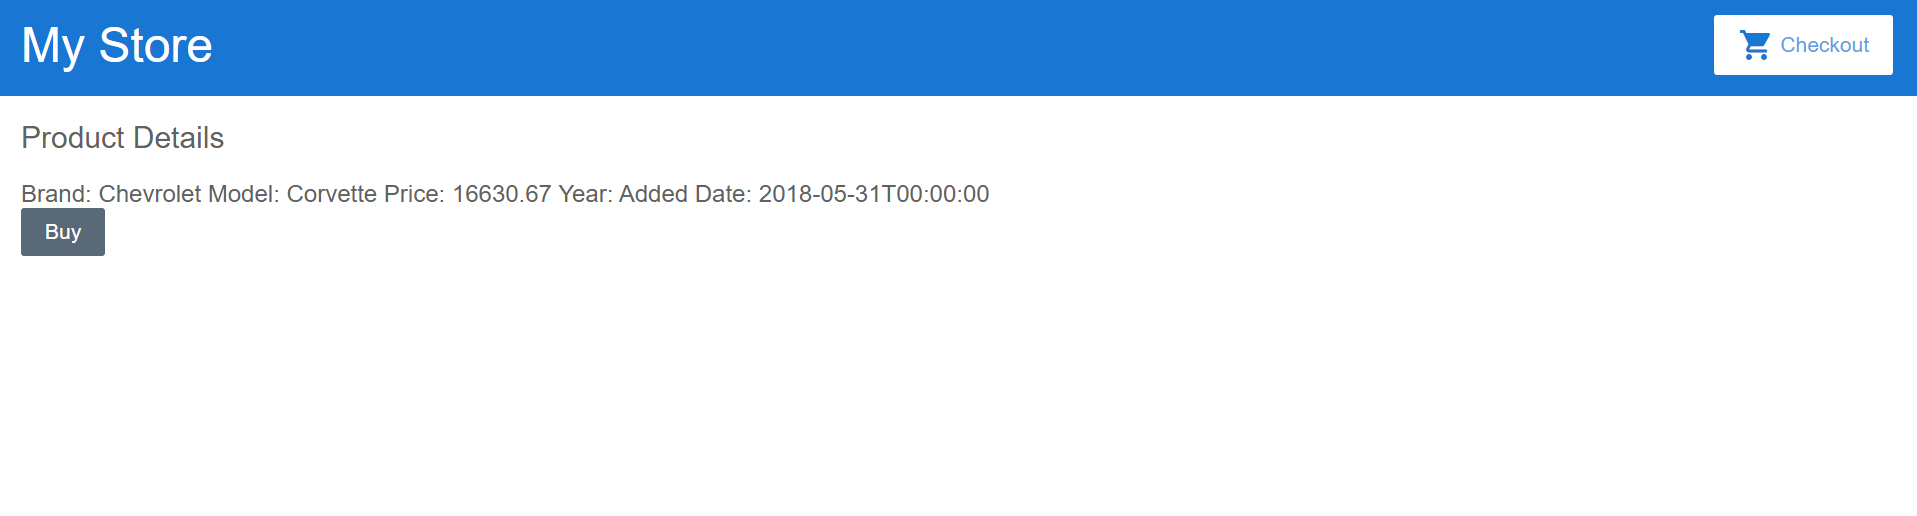 My Store
Checkout
Product Details
Brand: Chevrolet Model: Corvette Price: 16630.67 Year: Added Date: 2018-05-31T00:00:00
Buy